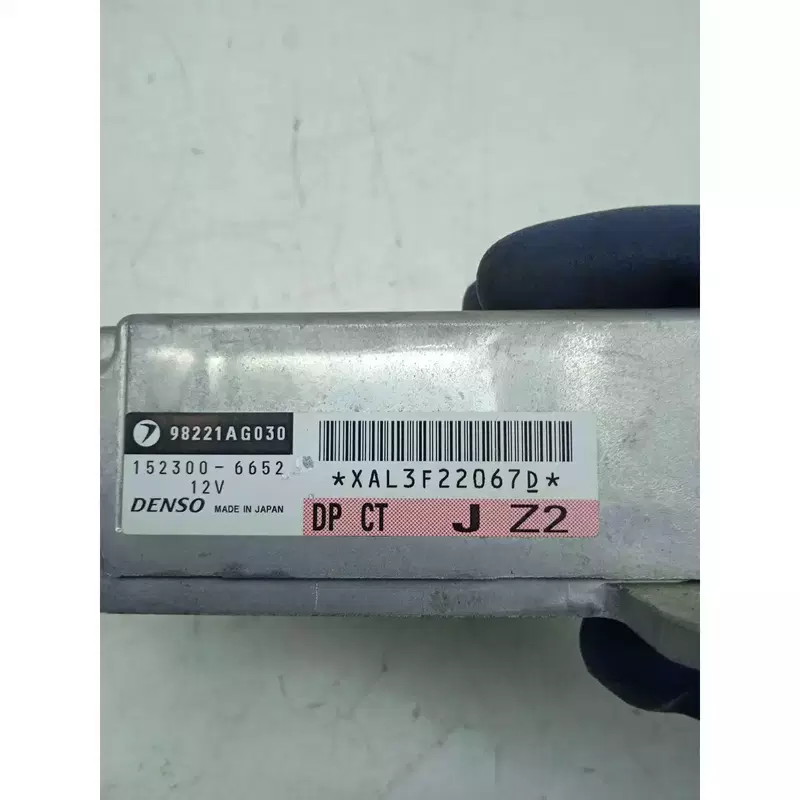 98221AG030
152300-6652
12V
DENSO MADE IN JAPAN
*XAL3F22067D*
DP CT J Z2